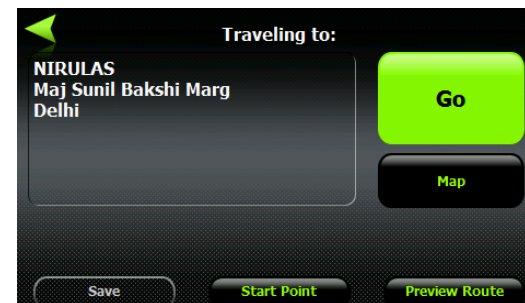 Traveling to:
NIRULAS
Maj Sunil Bakshi Marg
Delhi
Go
Map
Save
Start Point
Preview Route